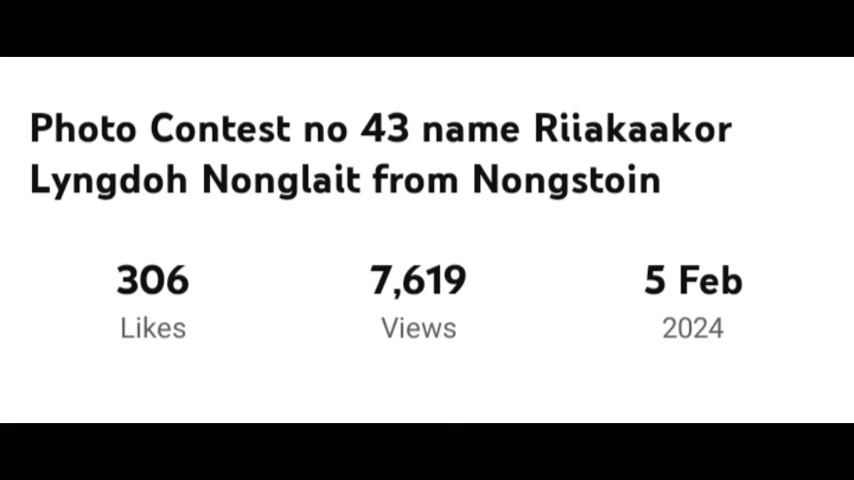 Photo Contest no 43 name Riiakaakor
Lyngdoh Nonglait from Nongstoin
306 7,619 5 Feb
Likes Views 2024